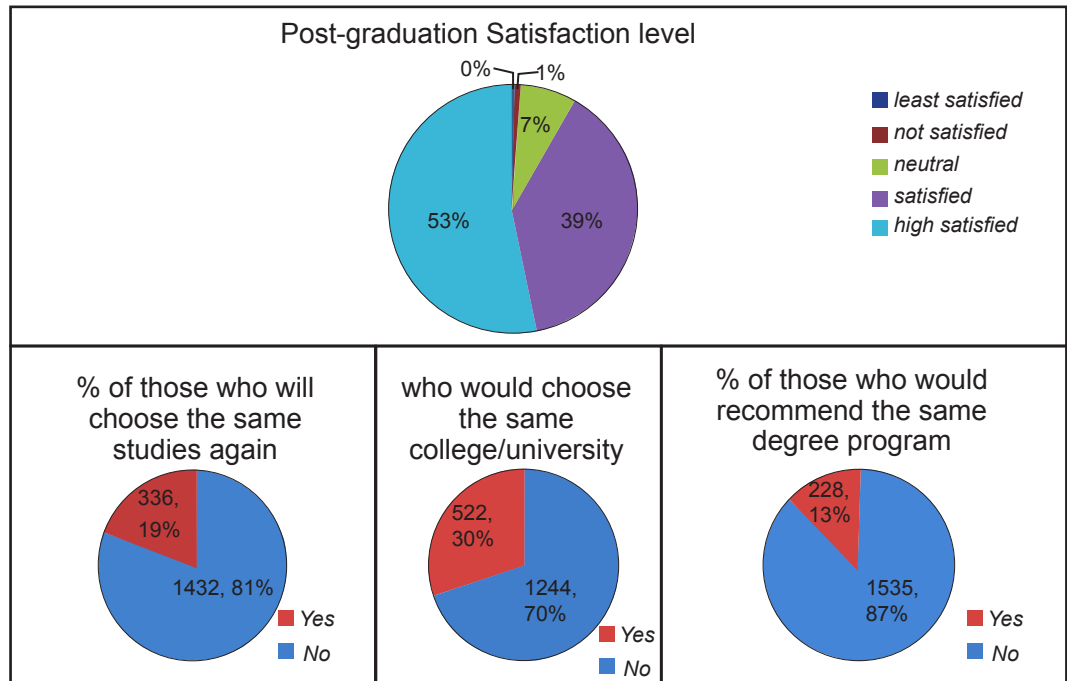 Post-graduation Satisfaction level
0%
1%
7%
39%
53%
least satisfied
not satisfied
neutral
satisfied
high satisfied
% of those who will
choose the same
studies again
336,
19%
1432, 81%
Yes
No
who would choose
the same
college/university
522,
30%
1244,
70%
Yes
No
% of those who would
recommend the same
degree program
228,
13%
1535,
87%
Yes
No